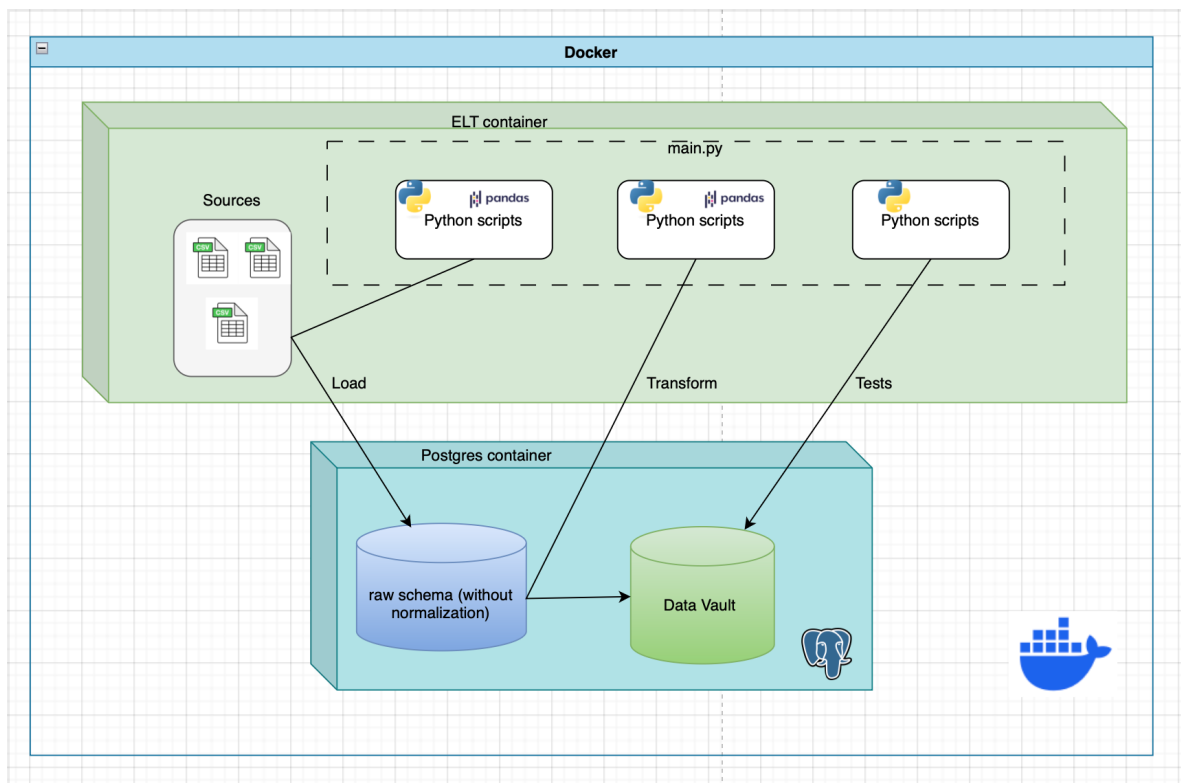 Docker
ELT container
main.py
Sources
CSV
CSV
CSV
pandas
Python scripts
pandas
Python scripts
Python scripts
Load
Transform
Tests
Postgres container
raw schema (without
normalization)
Data Vault